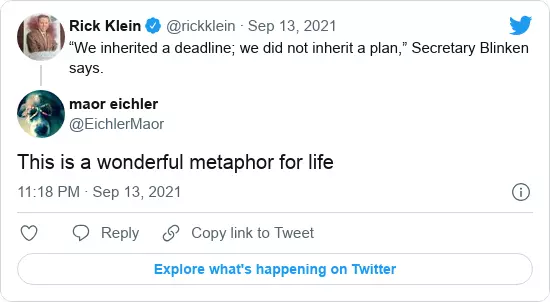 Rick Klein @rickklein · Sep 13, 2021
“We inherited a deadline; we did not inherit a plan,” Secretary Blinken
says.
maor eichler
@EichlerMaor
This is a wonderful metaphor for life
11:18 PM · Sep 13, 2021
Reply Copy link to Tweet
Explore what's happening on Twitter